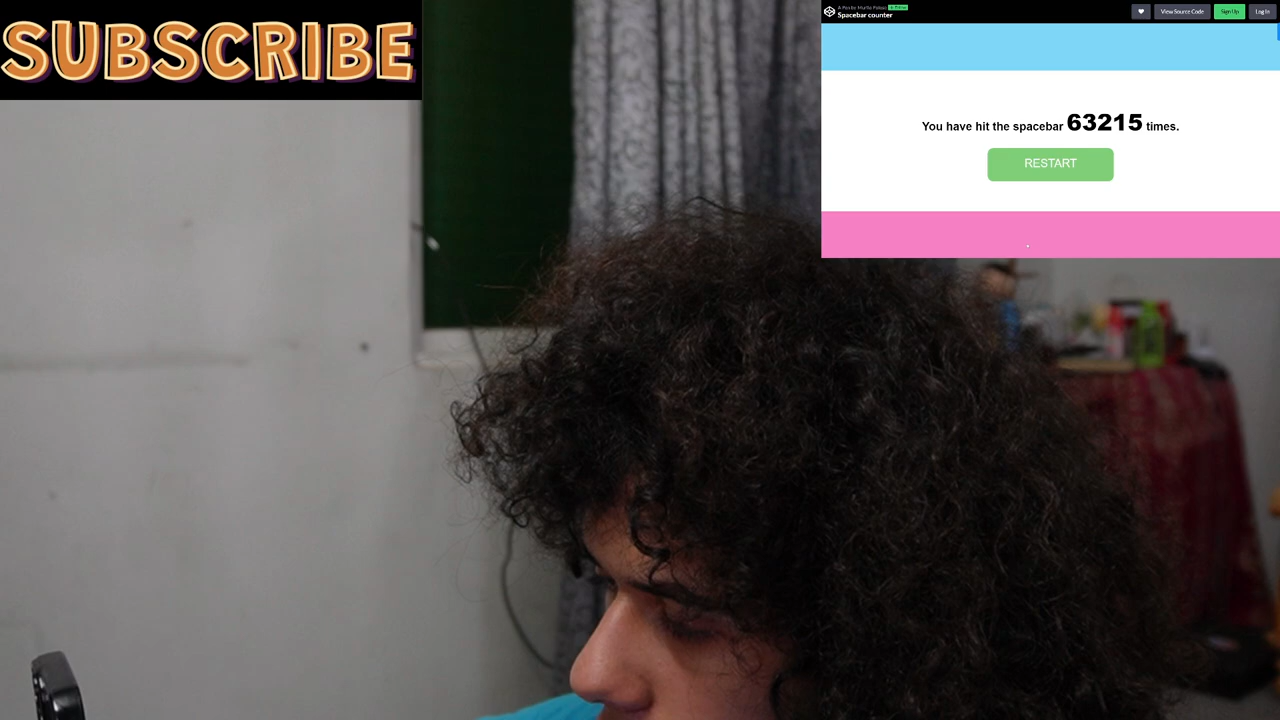 SUBSCRIBE
Spacebar counter
View Source Code
Sign Up
Log In
You have hit the spacebar 63215 times.
RESTART